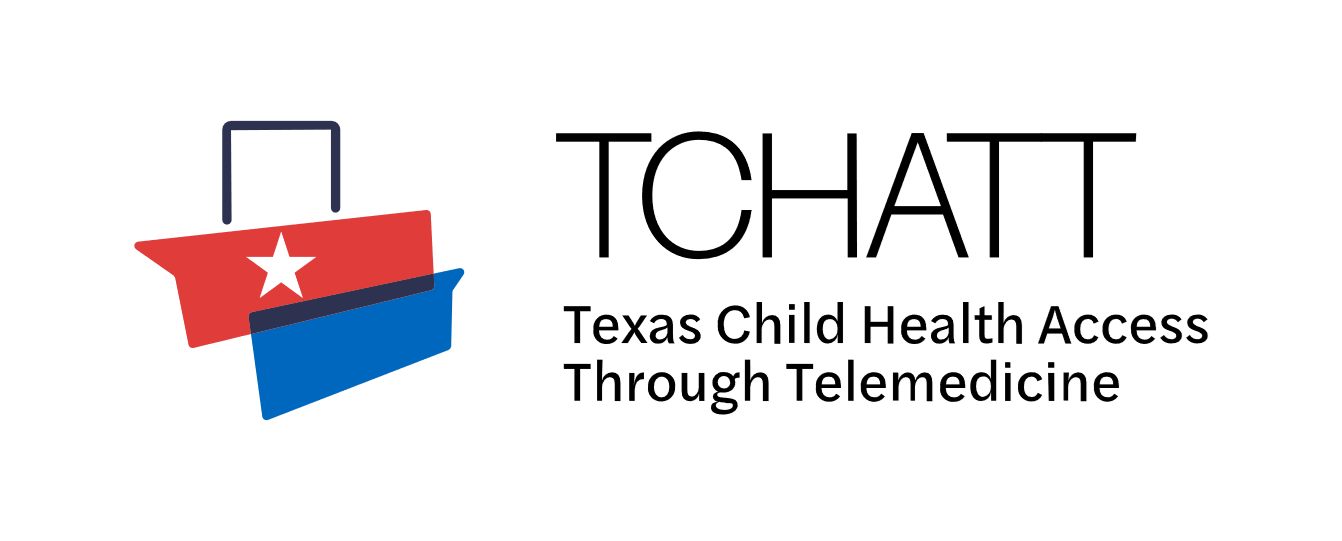 TCHATT
Texas Child Health Access
Through Telemedicine